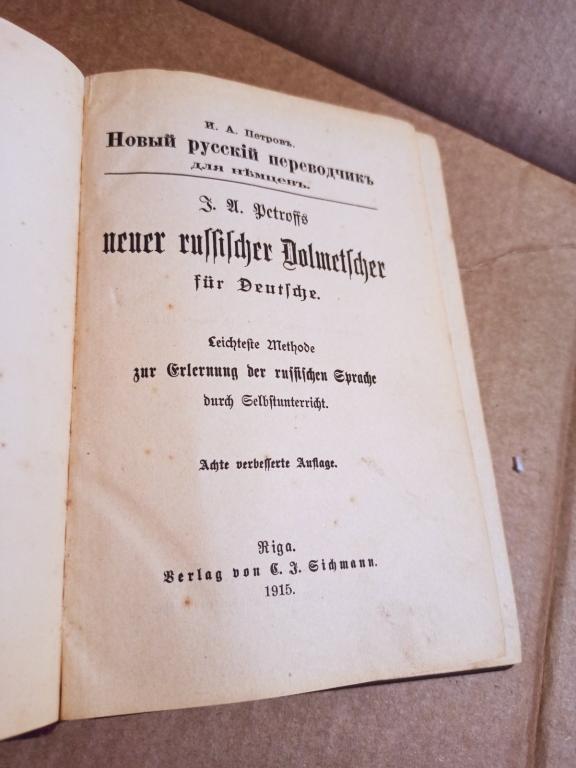 И. А. Петровъ.
Новый русскій переводчикъ
для нѣмцевъ.
J. A. Petroffs
neuer russischer Dolmetscher
für Deutsche.
Leichteste Methode
zur Erlernung der russischen Sprache
durch Selbstunterricht.
Achte verbesserte Auflage.
Riga.
Verlag von C. J. Sichmann.
1915.